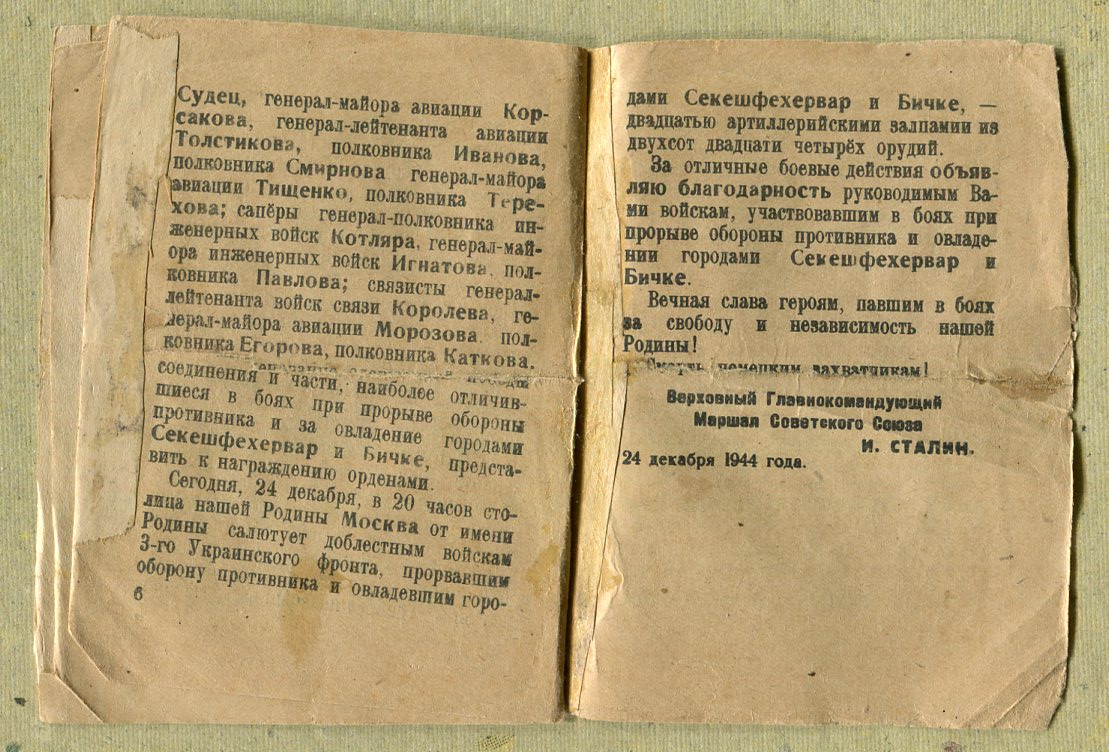 Судец, генерал-майора авиации Кор-
сакова, генерал-лейтенанта авиации
Толстикова, полковника Иванова,
полковника Смирнова генерал-майора
авиации Тищенко, полковника Тере-
хова; сапёры генерал-полковника ин-
женерных войск Котляра, генерал-май-
ора инженерных войск Игнатова, пол-
ковника Павлова; связисты генерал-
лейтенанта войск связи Королева, ге-
нерал-майора авиации Морозова, пол-
ковника Егорова, полковника Каткова.
победы
соединения и части, наиболее отличив-
шиеся в боях при прорыве обороны
противника и за овладение городами
Секешфехервар и Бичке, предста-
вить к награждению орденами.
Сегодня, 24 декабря, в 20 часов сто-
лица нашей Родины Москва от имени
Родины салютует доблестным войскам
3-го Украинского фронта, прорвавшим
оборону противника и овладевшим горо-
6
дами Секешфехервар и Бичке, —
двадцатью артиллерийскими залпамии из
двухсот двадцати четырёх орудий.
За отличные боевые действия объяв-
ляю благодарность руководимым Ва-
ми войскам, участвовавшим в боях при
прорыве обороны противника и овладе-
нии городами Секешфехервар и
Бичке.
Вечная слава героям, павшим в боях
за свободу и независимость нашей
Родины!
Смерть немецким захватчикам!
Верховный Главнокомандующий
Маршал Советского Союза
И. СТАЛИН.
24 декабря 1944 года.